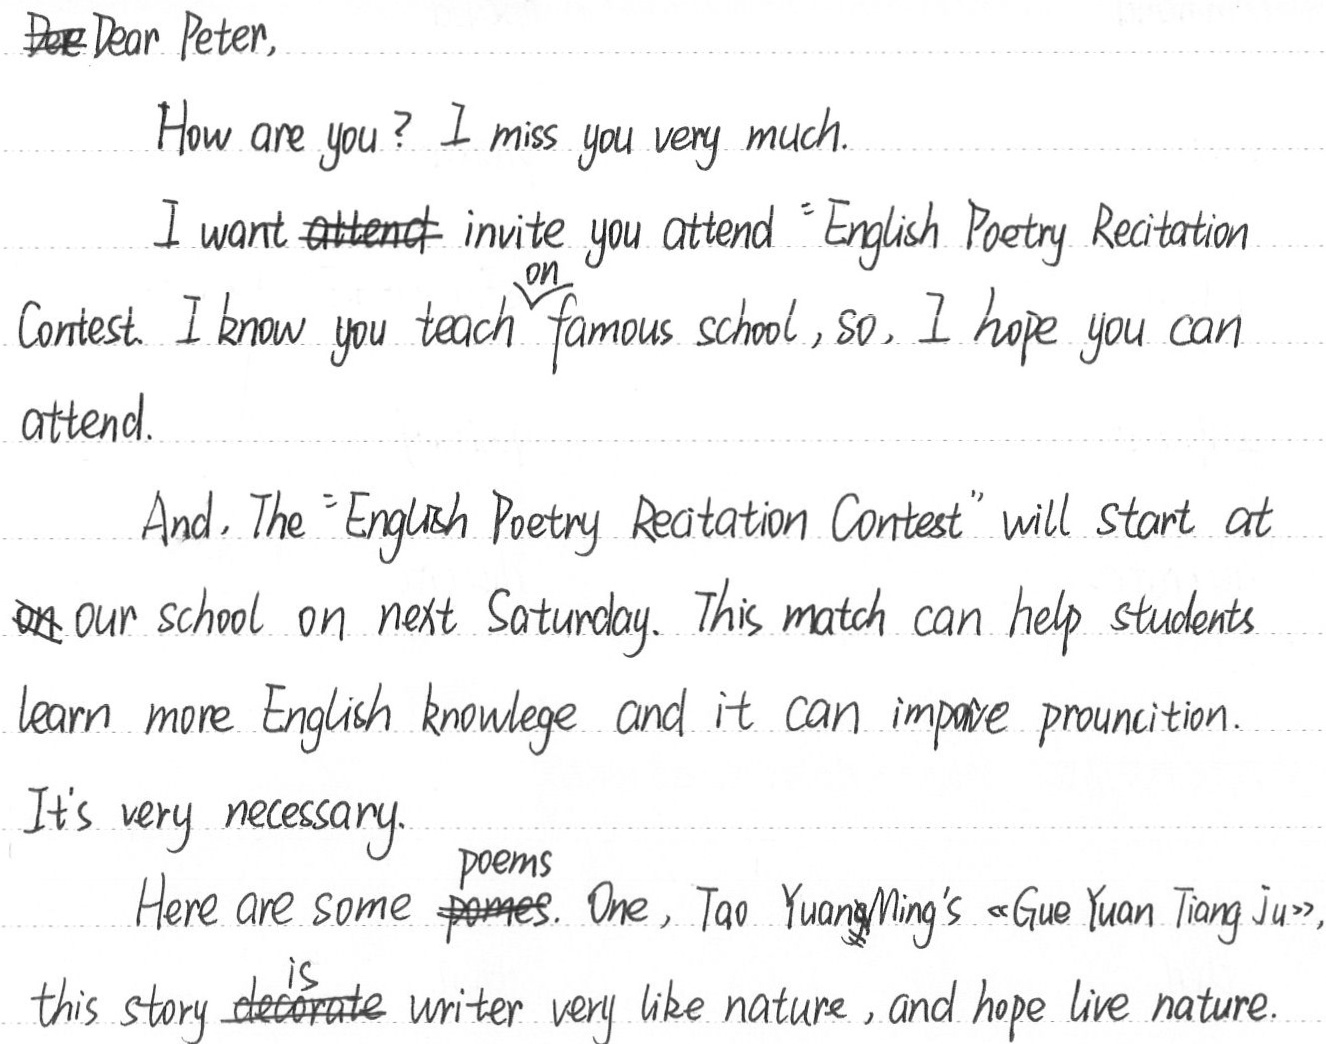 Dear Peter,
How are you? I miss you very much.
I want invite you attend "English Poetry Recitation
Contest. I know you teach on famous school, so, I hope you can
attend.
And, The "English Poetry Recitation Contest" will start at
our school on next Saturday. This match can help students
learn more English knowlege and it can impove prouncition.
It's very necessary.
Here are some poems. One, Tao YuanMing's «Gue Yuan Tiang Ju»,
this story is writer very like nature, and hope live nature.